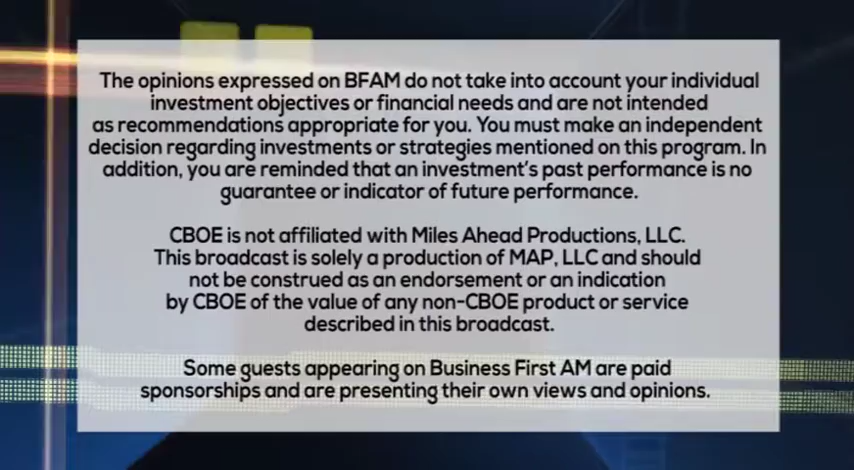 The opinions expressed on BFAM do not take into account your individual
investment objectives or financial needs and are not intended
as recommendations appropriate for you. You must make an independent
decision regarding investments or strategies mentioned on this program. In
addition, you are reminded that an investment's past performance is no
guarantee or indicator of future performance.
CBOE is not affiliated with Miles Ahead Productions, LLC.
This broadcast is solely a production of MAP, LLC and should
not be construed as an endorsement or an indication
by CBOE of the value of any non-CBOE product or service
described in this broadcast.
Some guests appearing on Business First AM are paid
sponsorships and are presenting their own views and opinions.